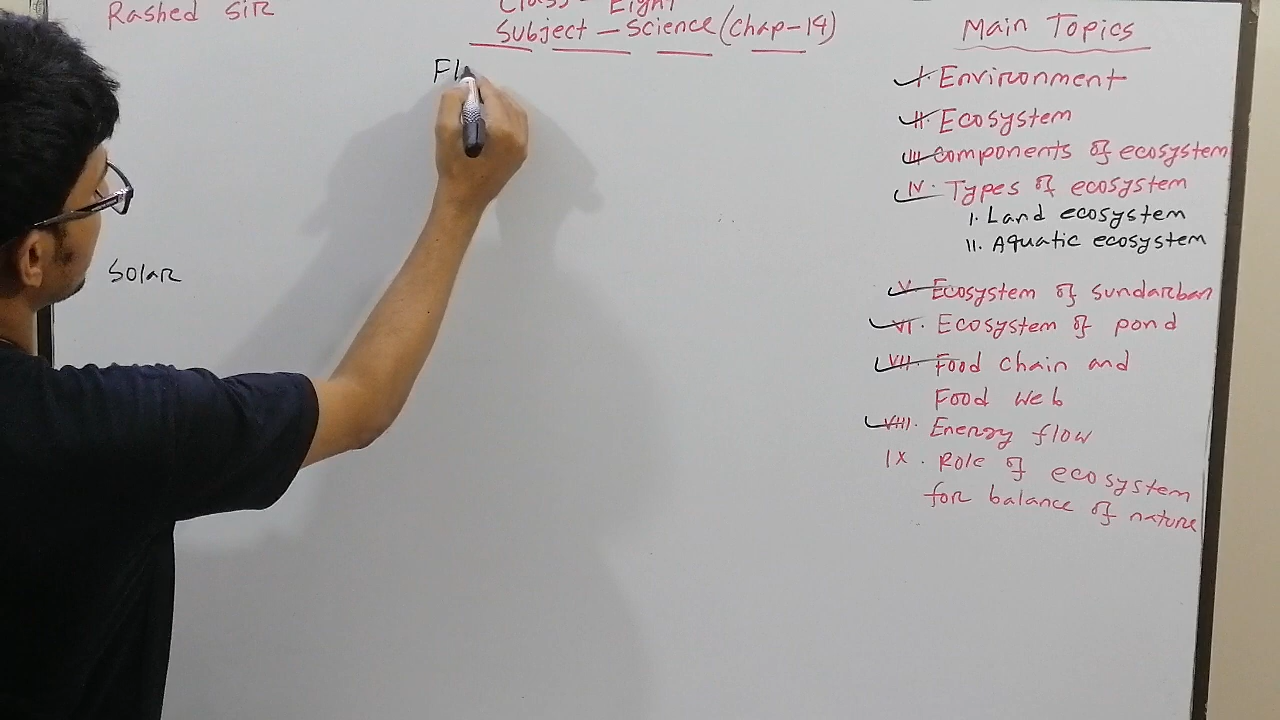 Rashed Sir
Class - Eight
Subject - Science (Chap-14)
Fl
Solar
Main Topics
I. Environment
II. Ecosystem
III. Components of ecosystem
IV. Types of ecosystem
I. Land ecosystem
II. Aquatic ecosystem
V. Ecosystem of sundarban
VI. Ecosystem of pond
VII. Food chain and
Food web
VIII. Energy flow
IX. Role of ecosystem
for balance of nature